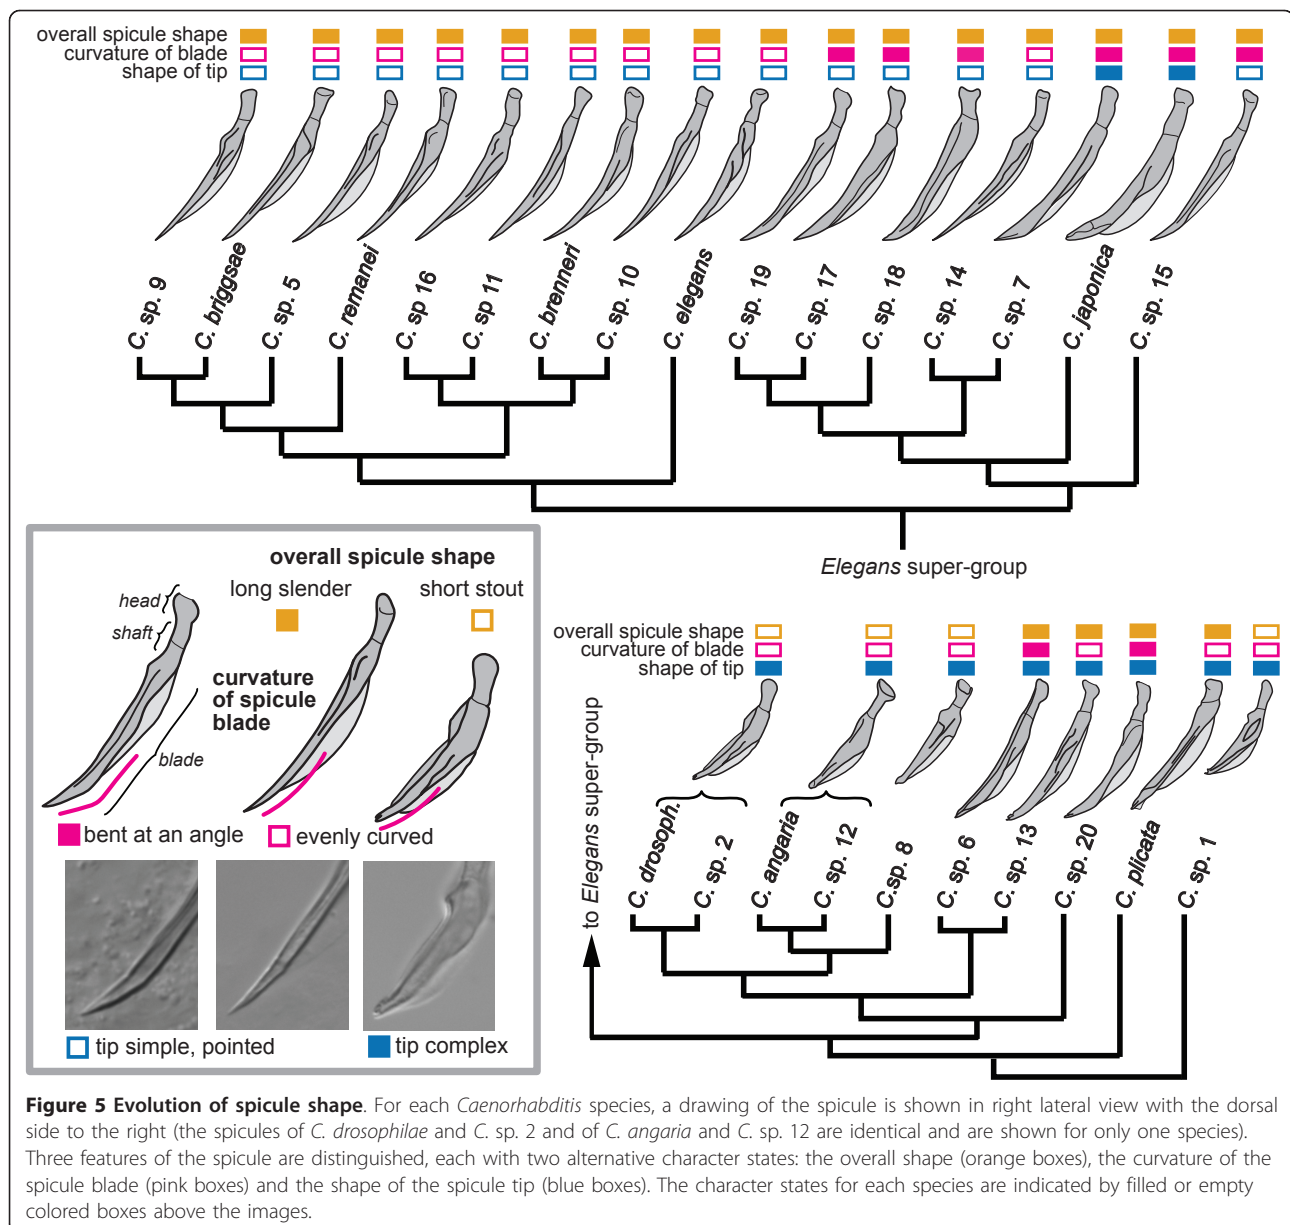 overall spicule shape
curvature of blade
shape of tip
C. sp. 9
C. briggsae
C. sp. 5
C. remanei
C. sp 16
C. sp 11
C. brenneri
C. sp. 10
C. elegans
C. sp. 19
C. sp. 17
C. sp. 18
C. sp. 14
C. sp. 7
C. japonica
C. sp. 15
Elegans super-group
overall spicule shape
long slender
short stout
head
shaft
curvature
of spicule
blade
blade
bent at an angle
evenly curved
tip simple, pointed
tip complex
overall spicule shape
curvature of blade
shape of tip
to Elegans super-group
C. drosoph.
C. sp. 2
C. angaria
C. sp. 12
C.sp. 8
C. sp. 6
C. sp. 13
C. sp. 20
C. plicata
C. sp. 1
Figure 5 Evolution of spicule shape. For each Caenorhabditis species, a drawing of the spicule is shown in right lateral view with the dorsal
side to the right (the spicules of C. drosophilae and C. sp. 2 and of C. angaria and C. sp. 12 are identical and are shown for only one species).
Three features of the spicule are distinguished, each with two alternative character states: the overall shape (orange boxes), the curvature of the
spicule blade (pink boxes) and the shape of the spicule tip (blue boxes). The character states for each species are indicated by filled or empty
colored boxes above the images.